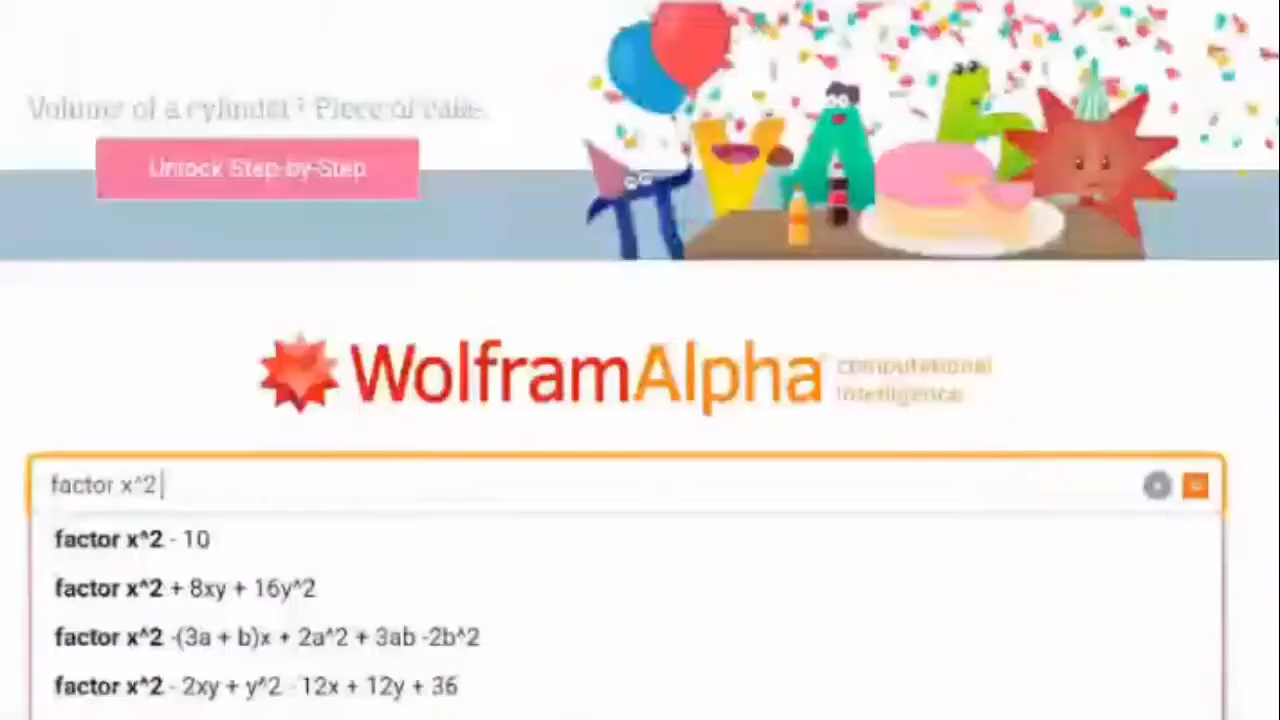 Volume of a cylinder? Piece of cake.
Unlock Step-by-Step
WolframAlpha computational
intelligence.
factor x^2
factor x^2 - 10
factor x^2 + 8xy + 16y^2
factor x^2 -(3a + b)x + 2a^2 + 3ab -2b^2
factor x^2 - 2xy + y^2 - 12x + 12y + 36